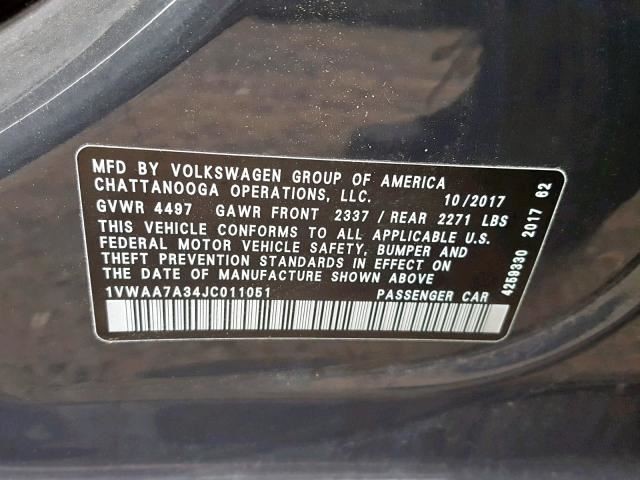 MFD BY VOLKSWAGEN GROUP OF AMERICA
CHATTANOOGA OPERATIONS, LLC. 10/2017
GVWR 4497 GAWR FRONT 2337 / REAR 2271 LBS
THIS VEHICLE CONFORMS TO ALL APPLICABLE U.S.
FEDERAL MOTOR VEHICLE SAFETY, BUMPER AND
THEFT PREVENTION STANDARDS IN EFFECT ON
THE DATE OF MANUFACTURE SHOWN ABOVE
1VWAA7A34JC011051 PASSENGER CAR
4259330 2017 62